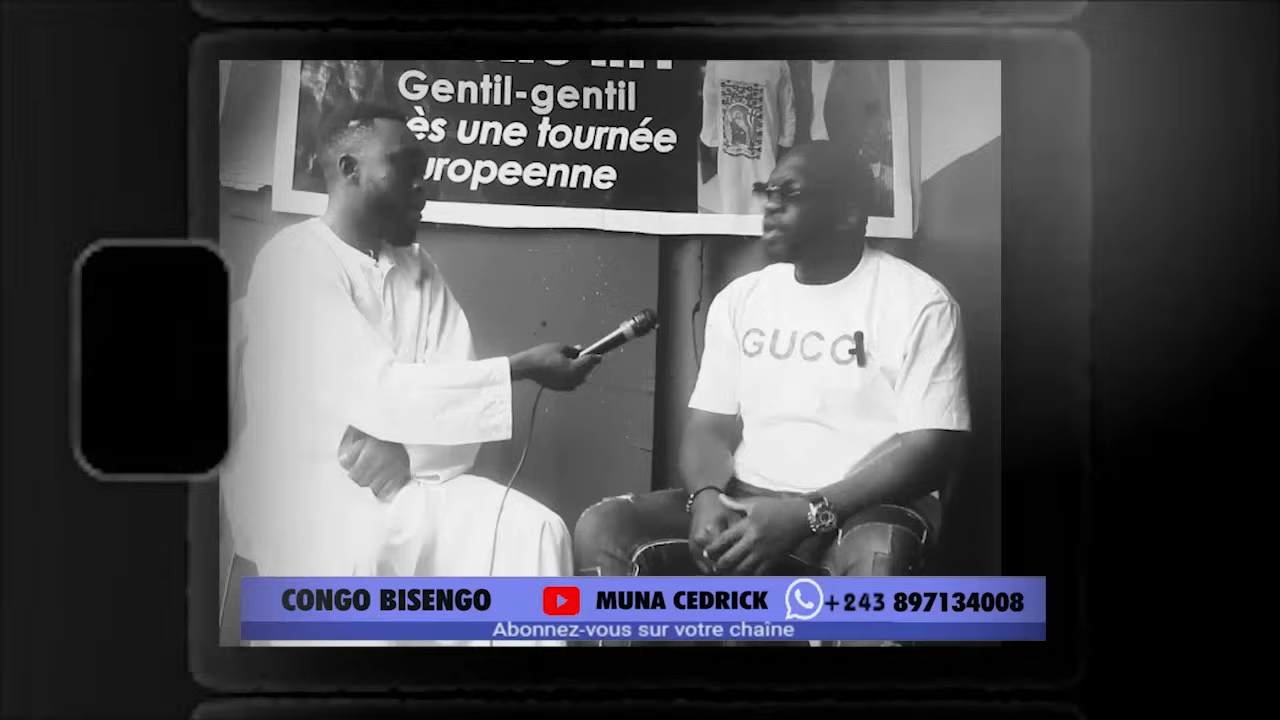 Gentil-gentil
ès une tournée
uropeenne
GUCCI
CONGO BISENGO MUNA CEDRICK +243 897134008
Abonnez-vous sur votre chaîne